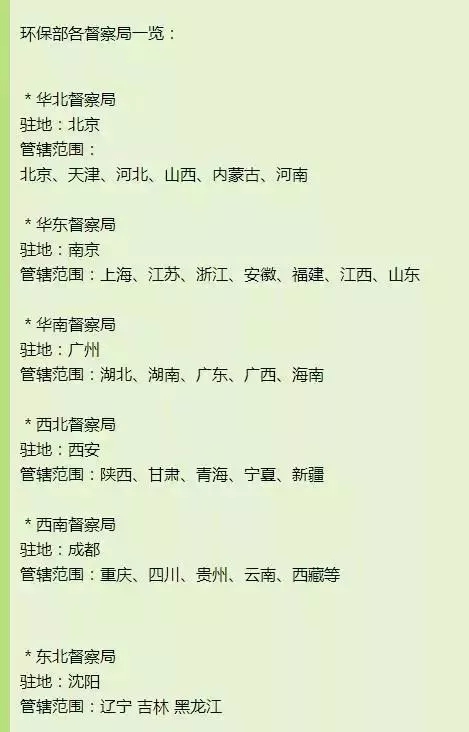 环保部各督察局一览：
* 华北督察局
驻地：北京
管辖范围：
北京、天津、河北、山西、内蒙古、河南
* 华东督察局
驻地：南京
管辖范围：上海、江苏、浙江、安徽、福建、江西、山东
* 华南督察局
驻地：广州
管辖范围：湖北、湖南、广东、广西、海南
* 西北督察局
驻地：西安
管辖范围：陕西、甘肃、青海、宁夏、新疆
* 西南督察局
驻地：成都
管辖范围：重庆、四川、贵州、云南、西藏等
* 东北督察局
驻地：沈阳
管辖范围：辽宁 吉林 黑龙江